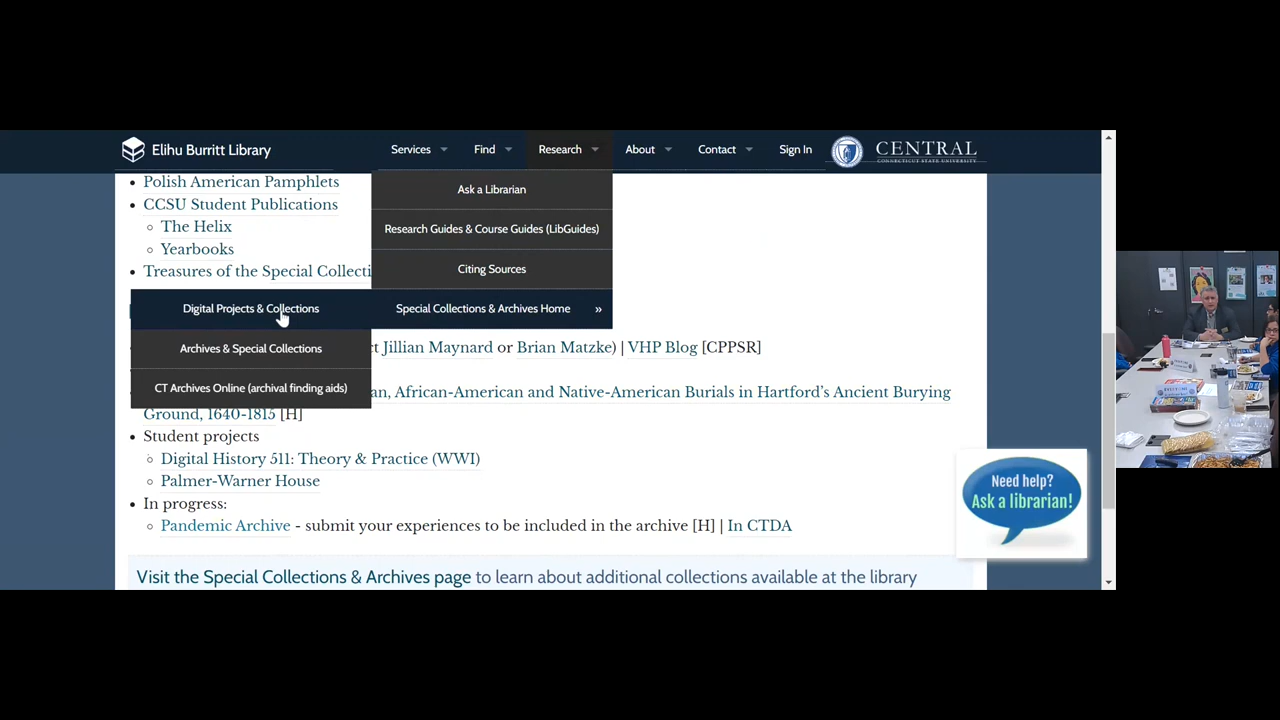 Elihu Burritt Library
Services Find Research About Contact Sign In
CENTRAL
CONNECTICUT STATE UNIVERSITY
Polish American Pamphlets
CCSU Student Publications
The Helix
Yearbooks
Treasures of the Special Collecti
Ask a Librarian
Research Guides & Course Guides (LibGuides)
Citing Sources
Special Collections & Archives Home »
Digital Projects & Collections
Archives & Special Collections
CT Archives Online (archival finding aids)
ct Jillian Maynard or Brian Matzke) | VHP Blog [CPPSR]
an, African-American and Native-American Burials in Hartford's Ancient Burying
Ground, 1640-1815 [H]
Student projects
Digital History 511: Theory & Practice (WWI)
Palmer-Warner House
In progress:
Pandemic Archive - submit your experiences to be included in the archive [H] | In CTDA
Visit the Special Collections & Archives page to learn about additional collections available at the library
Need help?
Ask a librarian!